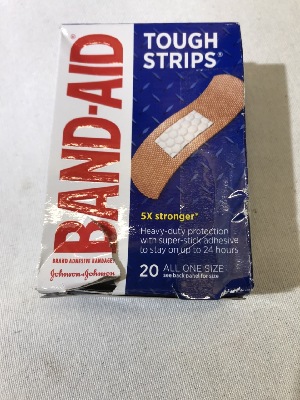 BAND-AID
BRAND ADHESIVE BANDAGES
Johnson & Johnson
TOUGH
STRIPS®
5X stronger*
Heavy-duty protection
with super-stick adhesive
to stay on up to 24 hours
20 ALL ONE SIZE
see back panel for size